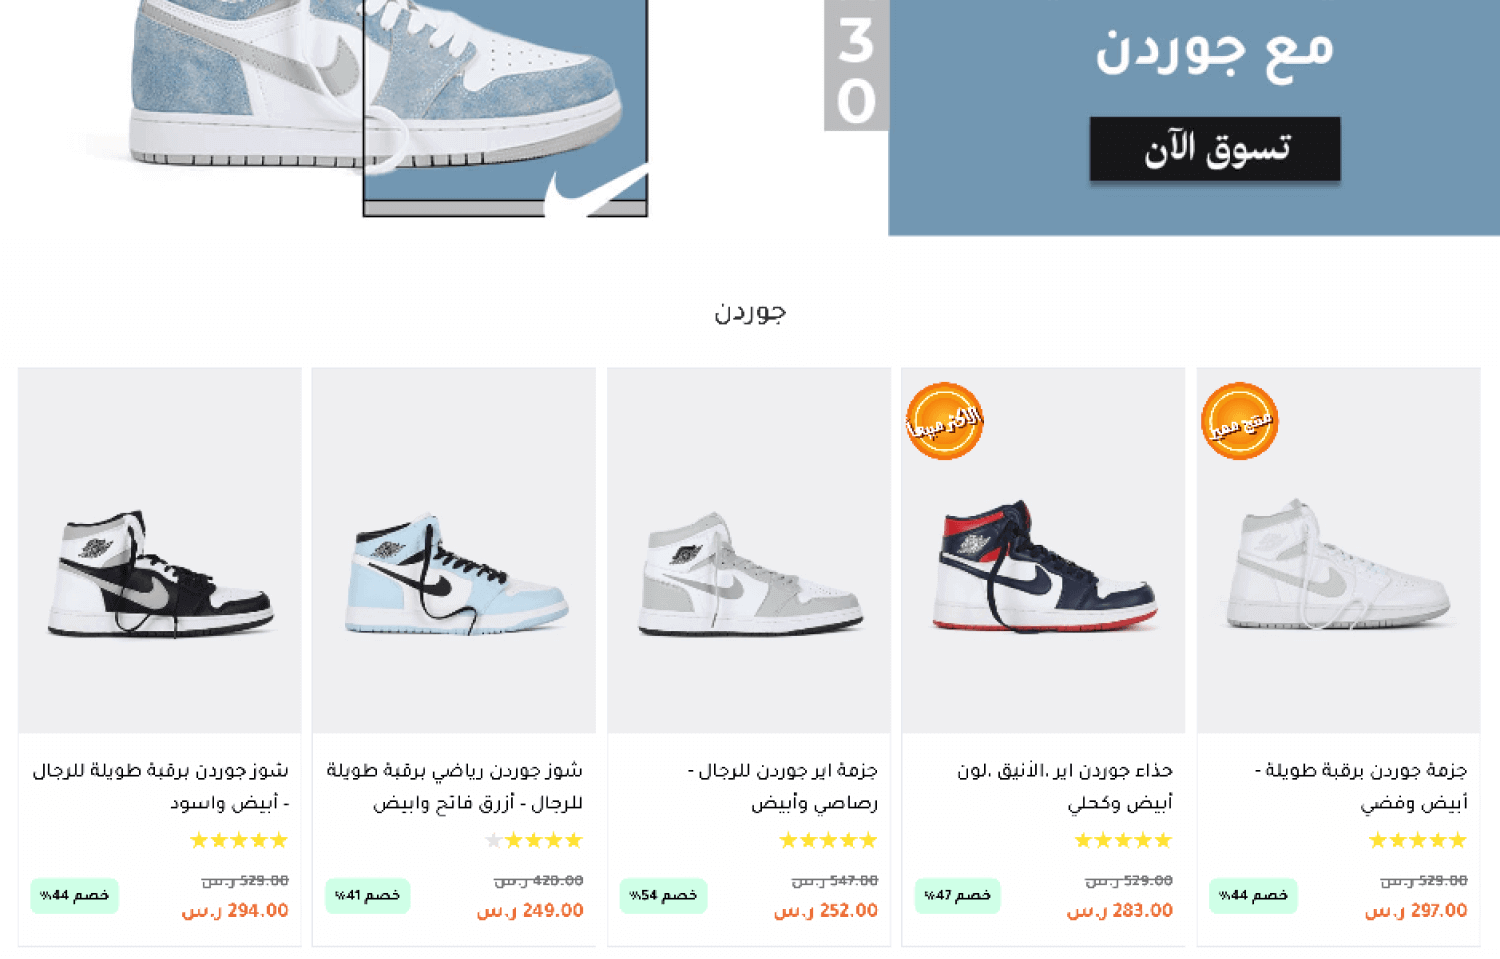 30
مع جوردن
تسوق الآن
جوردن
منتج مميز
جزمة جوردن برقبة طويلة -
أبيض وفضي
529.00 ر.س
297.00 ر.س
خصم 44%
الأكثر مبيعاً
حذاء جوردن اير .الأنيق .لون
أبيض وكحلي
529.00 ر.س
283.00 ر.س
خصم 47%
جزمة اير جوردن للرجال -
رصاصي وأبيض
547.00 ر.س
252.00 ر.س
خصم 54%
شوز جوردن رياضي برقبة طويلة
للرجال - أزرق فاتح وابيض
420.00 ر.س
249.00 ر.س
خصم 41%
شوز جوردن برقبة طويلة للرجال
- أبيض واسود
529.00 ر.س
294.00 ر.س
خصم 44%